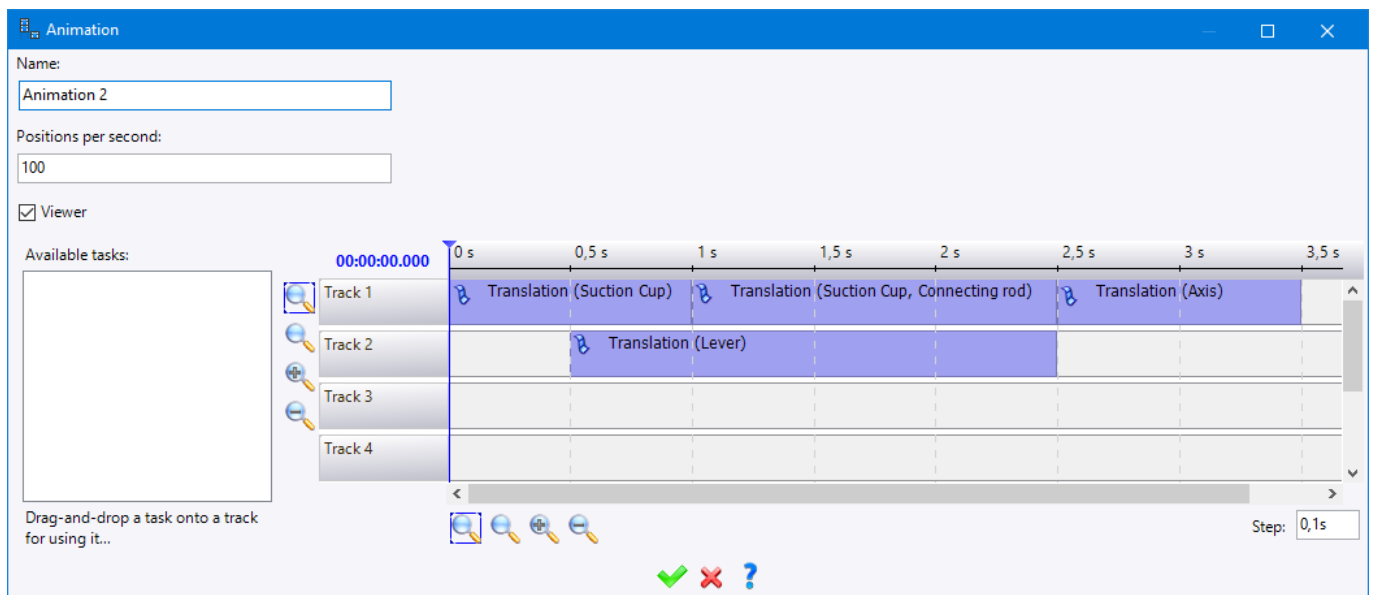 Animation
Name:
Animation 2
Positions per second:
100
Viewer
Available tasks:
00:00:00.000
0 s 0,5 s 1 s 1,5 s 2 s 2,5 s 3 s 3,5 s
Track 1 Translation (Suction Cup) Translation (Suction Cup, Connecting rod) Translation (Axis)
Track 2 Translation (Lever)
Track 3
Track 4
Drag-and-drop a task onto a track
for using it...
Step: 0,1s